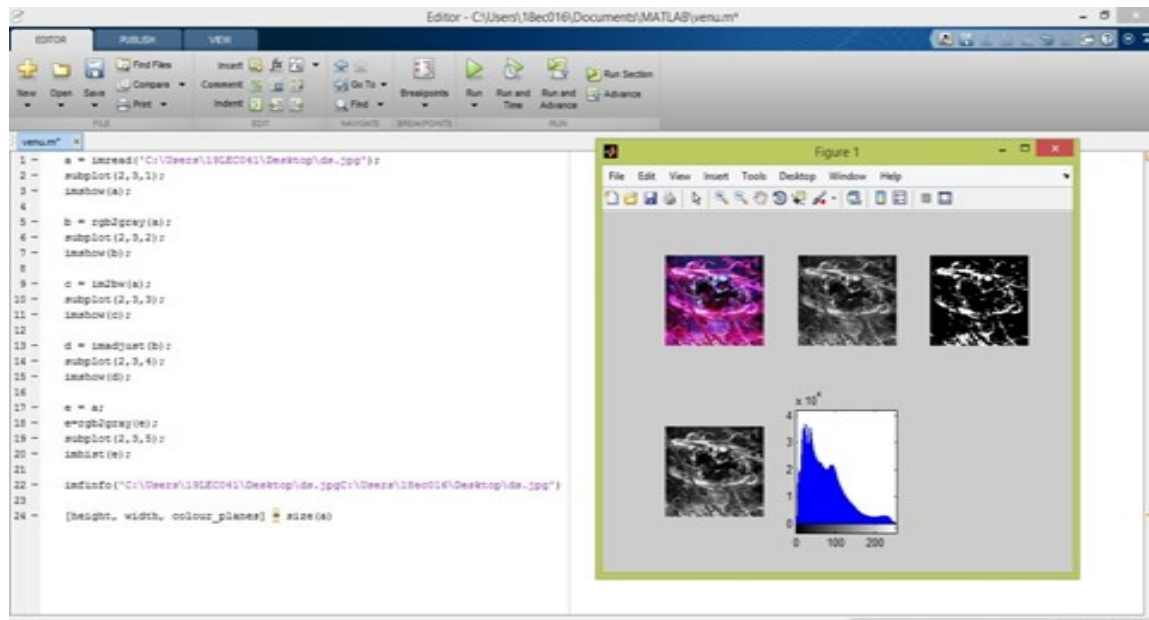 Editor - C:\Users\18ec016\Documents\MATLAB\venu.m*
EDITOR PUBLISH VIEW
New Open Save Find Files Compare Print Insert Comment Indent Go To Find Breakpoints Run Run and Time Run and Advance Run Section Advance
FILE EDIT NAVIGATE BREAKPOINTS RUN
venu.m*
1 - a = imread('C:\Users\19LEC041\Desktop\ds.jpg');
2 - subplot(2,3,1);
3 - imshow(a);
4
5 - b = rgb2gray(a);
6 - subplot(2,3,2);
7 - imshow(b);
8
9 - c = im2bw(a);
10 - subplot(2,3,3);
11 - imshow(c);
12
13 - d = imadjust(b);
14 - subplot(2,3,4);
15 - imshow(d);
16
17 - e = a;
18 - e=rgb2gray(e);
19 - subplot(2,3,5);
20 - imhist(e);
21
22 - imfinfo('C:\Users\19LEC041\Desktop\ds.jpgC:\Users\18ec016\Desktop\ds.jpg')
23
24 - [height, width, colour_planes] = size(a)
Figure 1
File Edit View Insert Tools Desktop Window Help
x 10
4
3
2
1
0
0 100 200